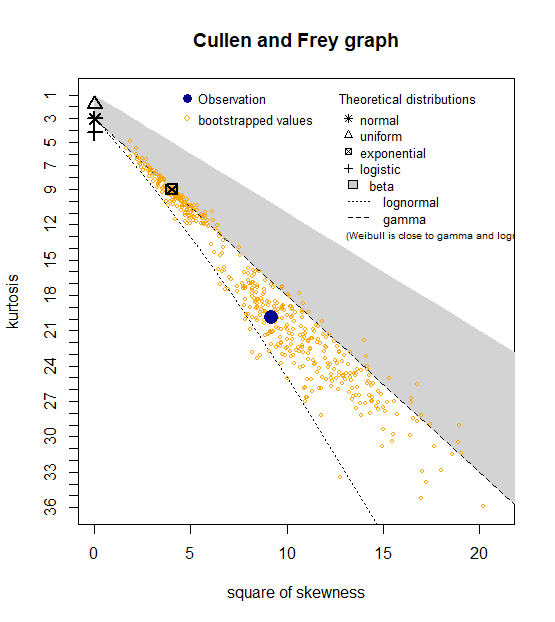 Cullen and Frey graph
Observation
bootstrapped values
Theoretical distributions
normal
uniform
exponential
logistic
beta
lognormal
gamma
(Weibull is close to gamma and logn
kurtosis
1
3
5
7
9
12
15
18
21
24
27
30
33
36
0 5 10 15 20
square of skewness